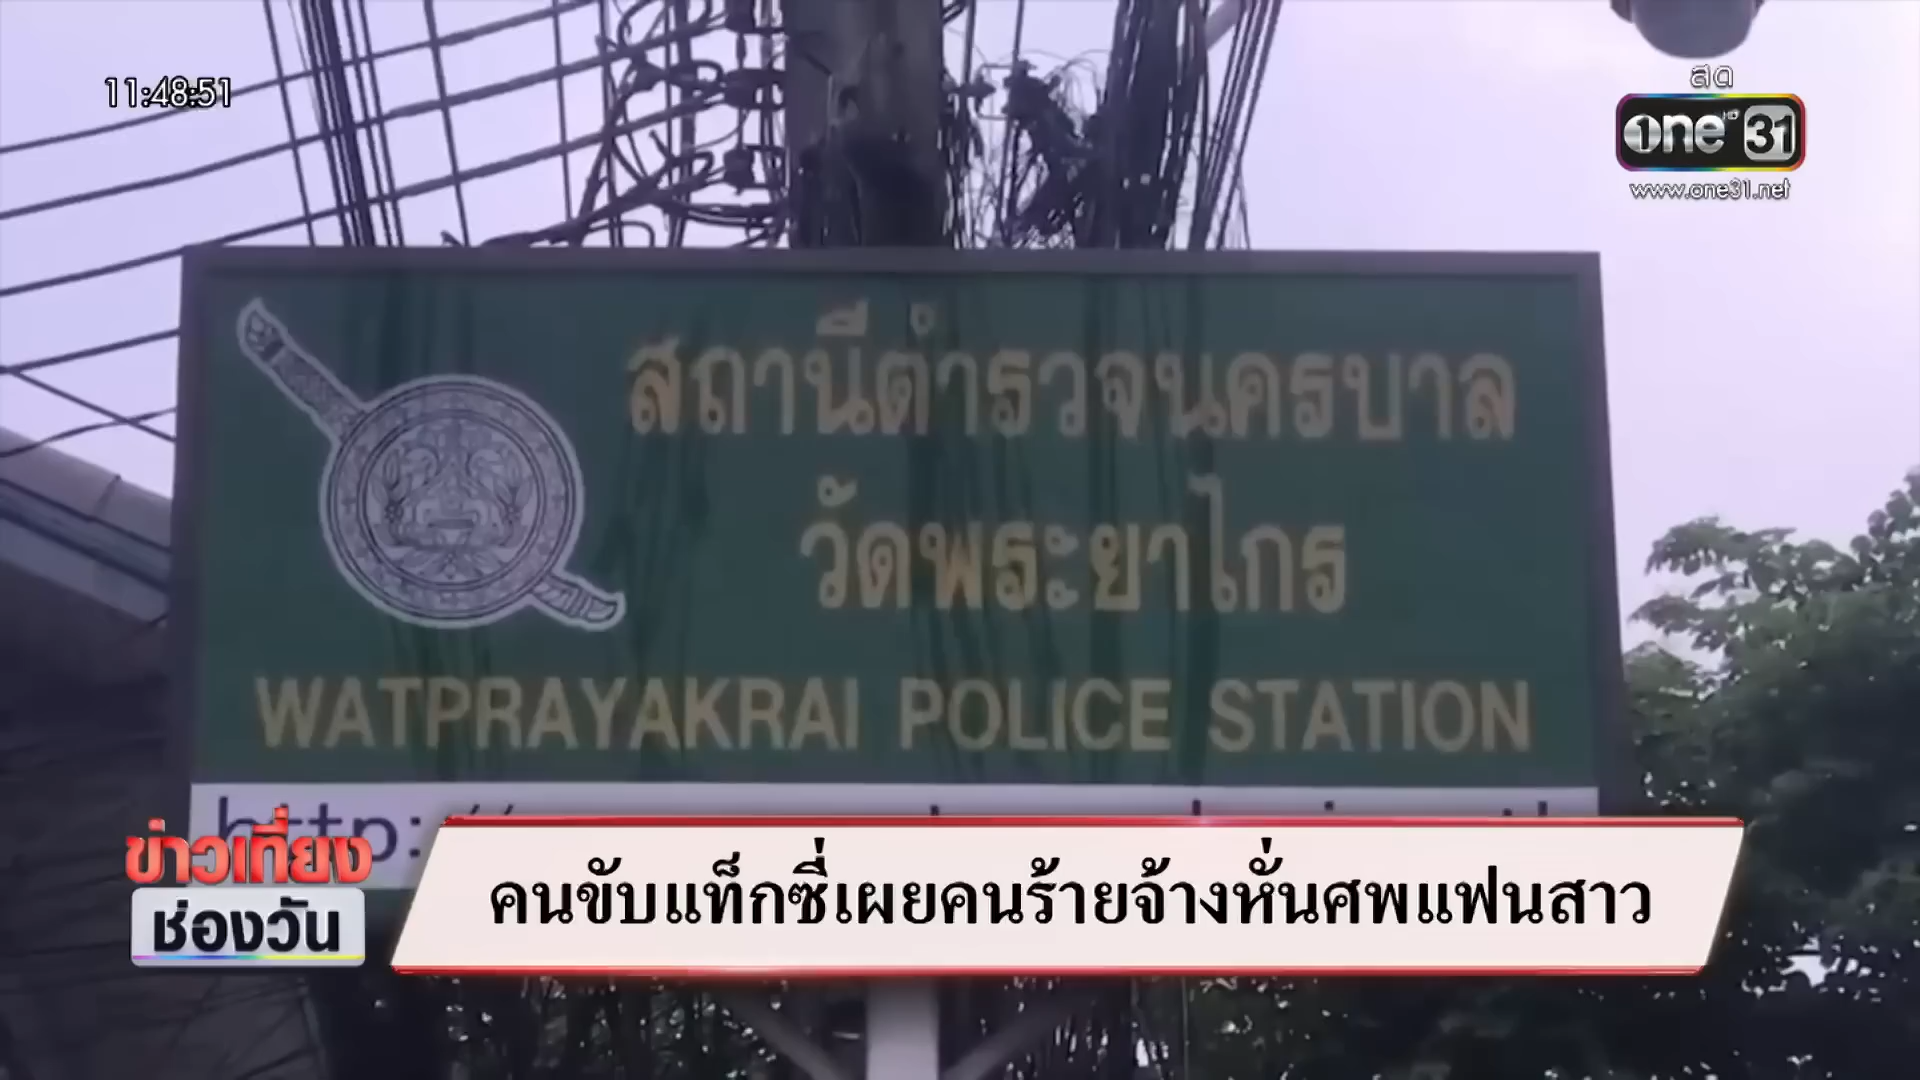 11:48:51
สด
one HD 31
www.one31.net
สถานีตำรวจนครบาล
วัดพระยาไกร
WATPRAYAKRAI POLICE STATION
http:
ข่าวเที่ยง
ช่องวัน
คนขับแท็กซี่เผยคนร้ายจ้างหั่นศพแฟนสาว